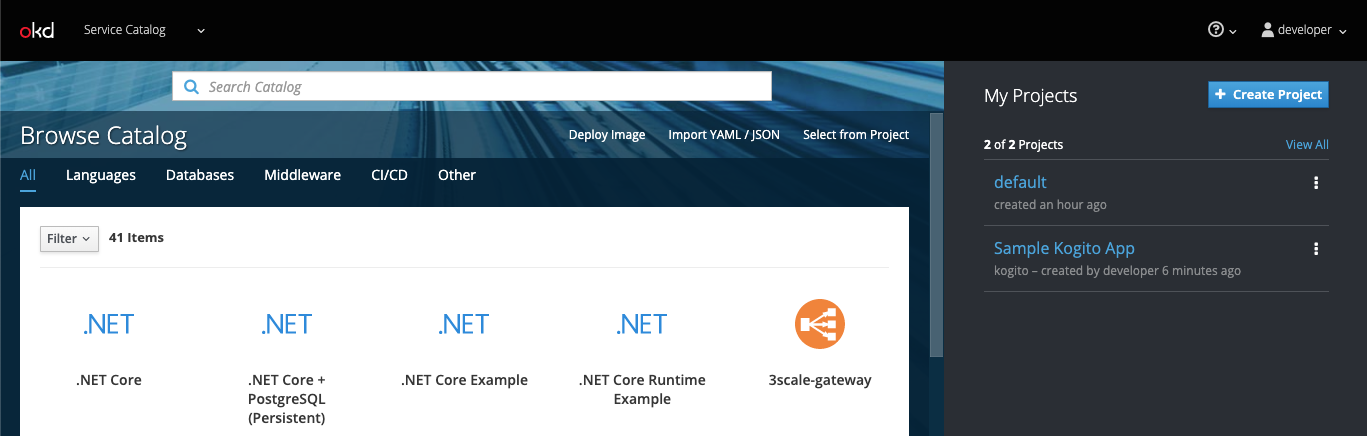 okd
Service Catalog
developer
Search Catalog
Browse Catalog
Deploy Image
Import YAML / JSON
Select from Project
All
Languages
Databases
Middleware
CI/CD
Other
Filter
41 Items
.NET
.NET Core
.NET
.NET Core +
PostgreSQL
(Persistent)
.NET
.NET Core Example
.NET
.NET Core Runtime
Example
3scale-gateway
My Projects
+ Create Project
2 of 2 Projects
View All
default
created an hour ago
Sample Kogito App
kogito – created by developer 6 minutes ago